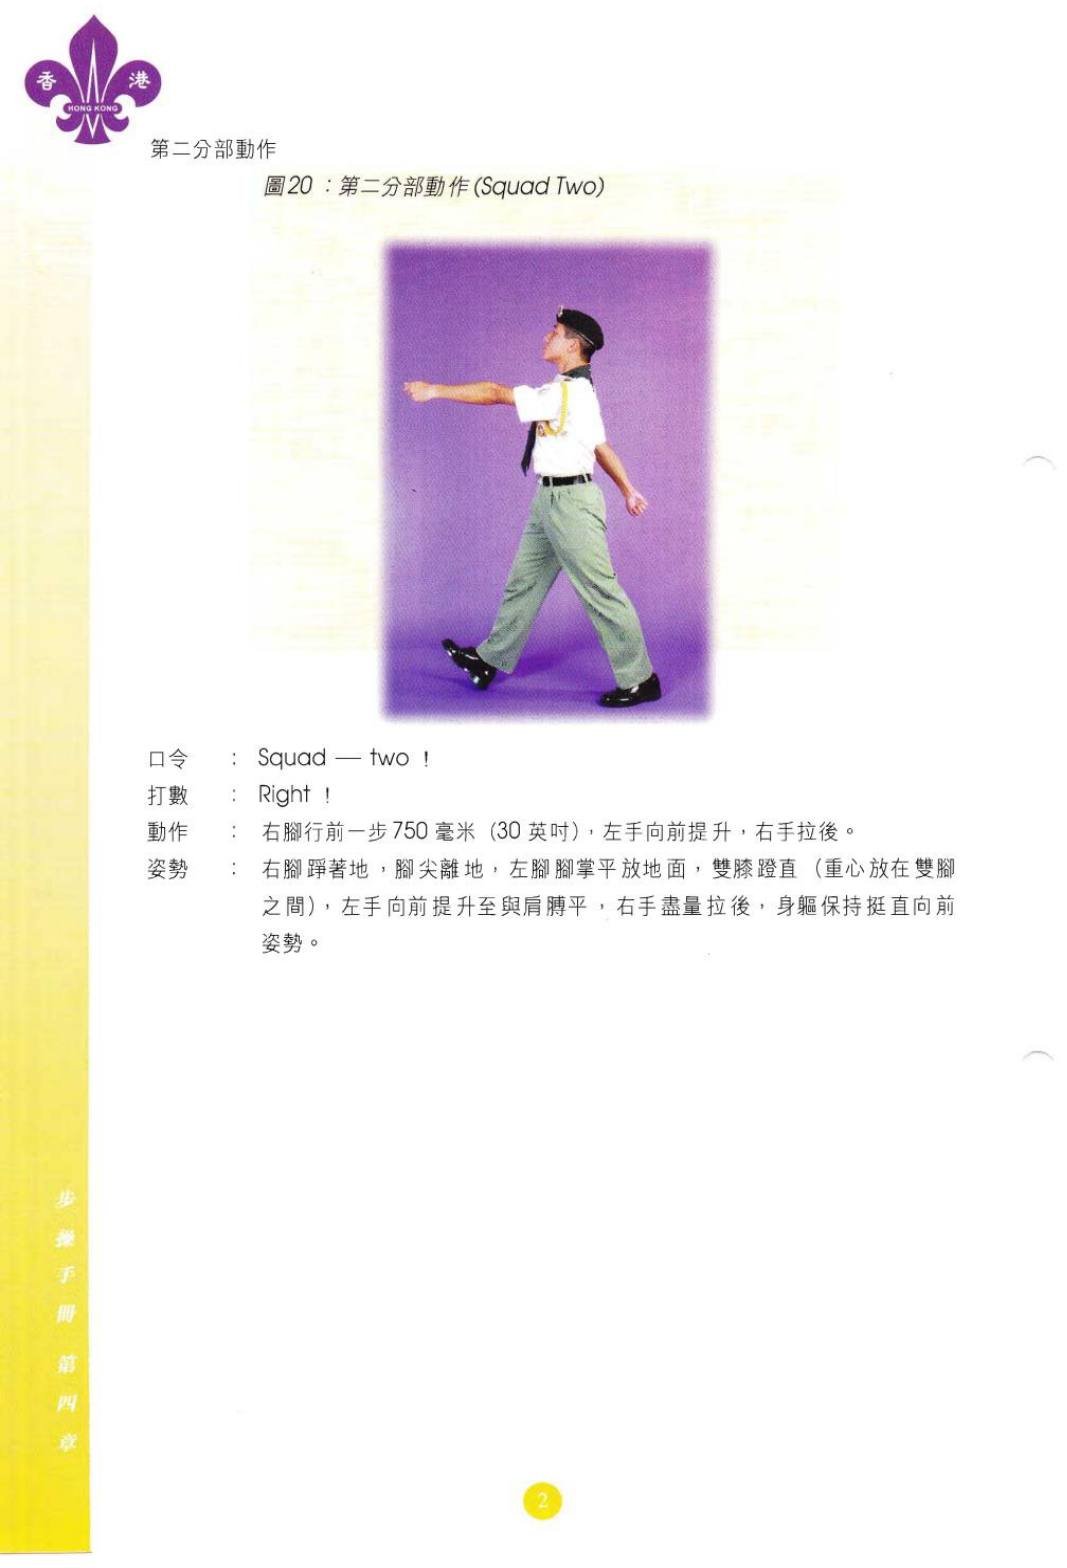 香 港
HONG KONG
第二分部動作
圖20：第二分部動作(Squad Two)
口令 ： Squad — two ！
打數 ： Right ！
動作 ： 右腳行前一步750毫米（30英吋），左手向前提升，右手拉後。
姿勢 ： 右腳踭著地，腳尖離地，左腳腳掌平放地面，雙膝蹬直（重心放在雙腳
之間），左手向前提升至與肩膊平，右手盡量拉後，身軀保持挺直向前
姿勢。
步操手冊 第四章
2